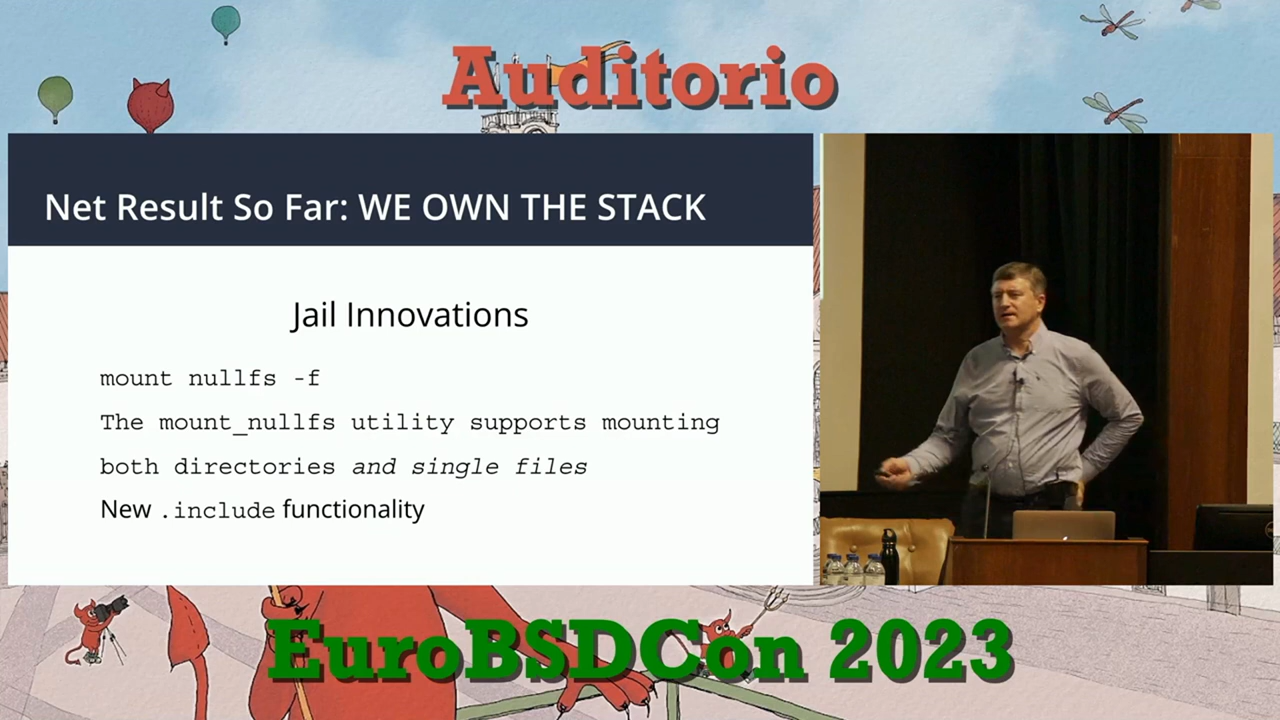 Auditorio
Net Result So Far: WE OWN THE STACK
Jail Innovations
mount nullfs -f
The mount_nullfs utility supports mounting
both directories and single files
New .include functionality
EuroBSDCon 2023